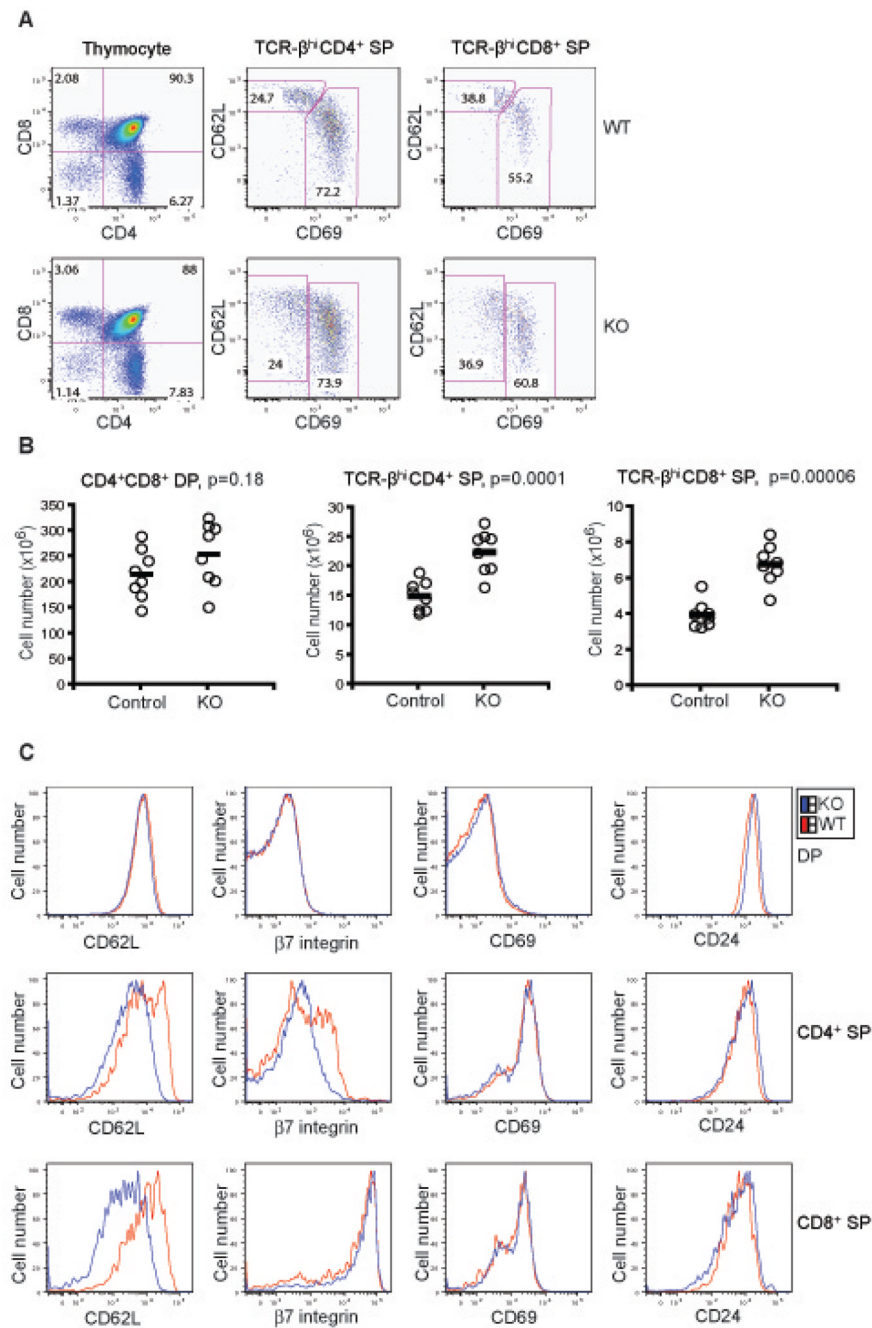 A
Thymocyte TCR-β^hi CD4⁺ SP TCR-β^hi CD8⁺ SP
2.08 90.3 1.37 6.27
CD8
CD4
24.7 72.2
CD62L
CD69
38.8 55.2
CD62L
CD69
WT
3.06 88 1.14 7.83
CD8
CD4
24 73.9
CD62L
CD69
36.9 60.8
CD62L
CD69
KO
B
CD4⁺CD8⁺ DP, p=0.18
Cell number (x10⁶)
350
300
250
200
150
100
50
0
Control KO
TCR-β^hi CD4⁺ SP, p=0.0001
Cell number (x10⁶)
30
25
20
15
10
5
0
Control KO
TCR-β^hi CD8⁺ SP, p=0.00006
Cell number (x10⁶)
8
6
4
2
0
Control KO
C
KO
WT
DP
Cell number Cell number Cell number Cell number
CD62L β7 integrin CD69 CD24
CD4⁺ SP
Cell number Cell number Cell number Cell number
CD62L β7 integrin CD69 CD24
CD8⁺ SP
Cell number Cell number Cell number Cell number
CD62L β7 integrin CD69 CD24